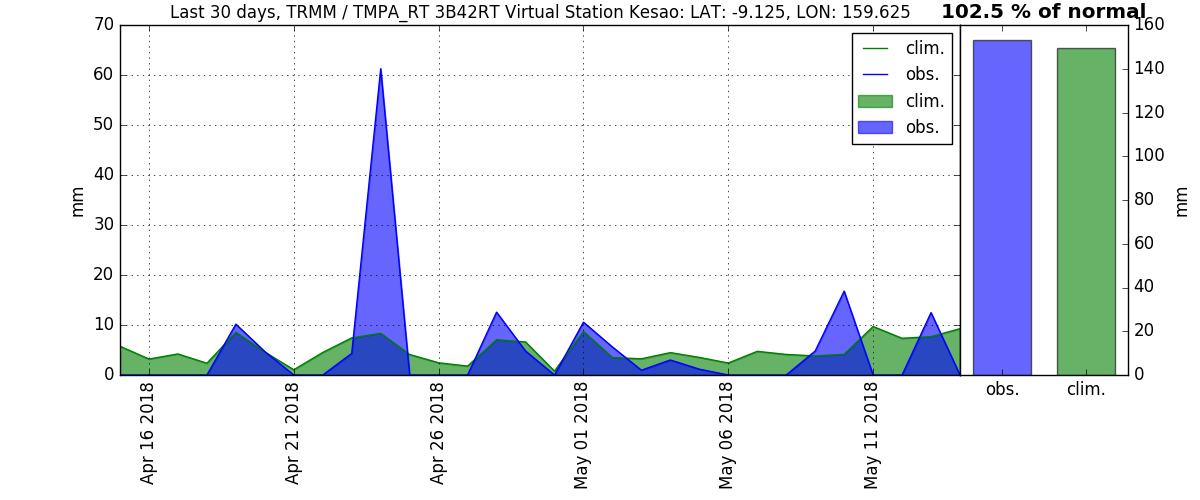 Last 30 days, TRMM / TMPA_RT 3B42RT Virtual Station Kesao: LAT: -9.125, LON: 159.625
102.5 % of normal
70
60
50
40
30
20
10
0
mm
clim.
obs.
clim.
obs.
Apr 16 2018
Apr 21 2018
Apr 26 2018
May 01 2018
May 06 2018
May 11 2018
160
140
120
100
80
60
40
20
0
mm
obs.
clim.